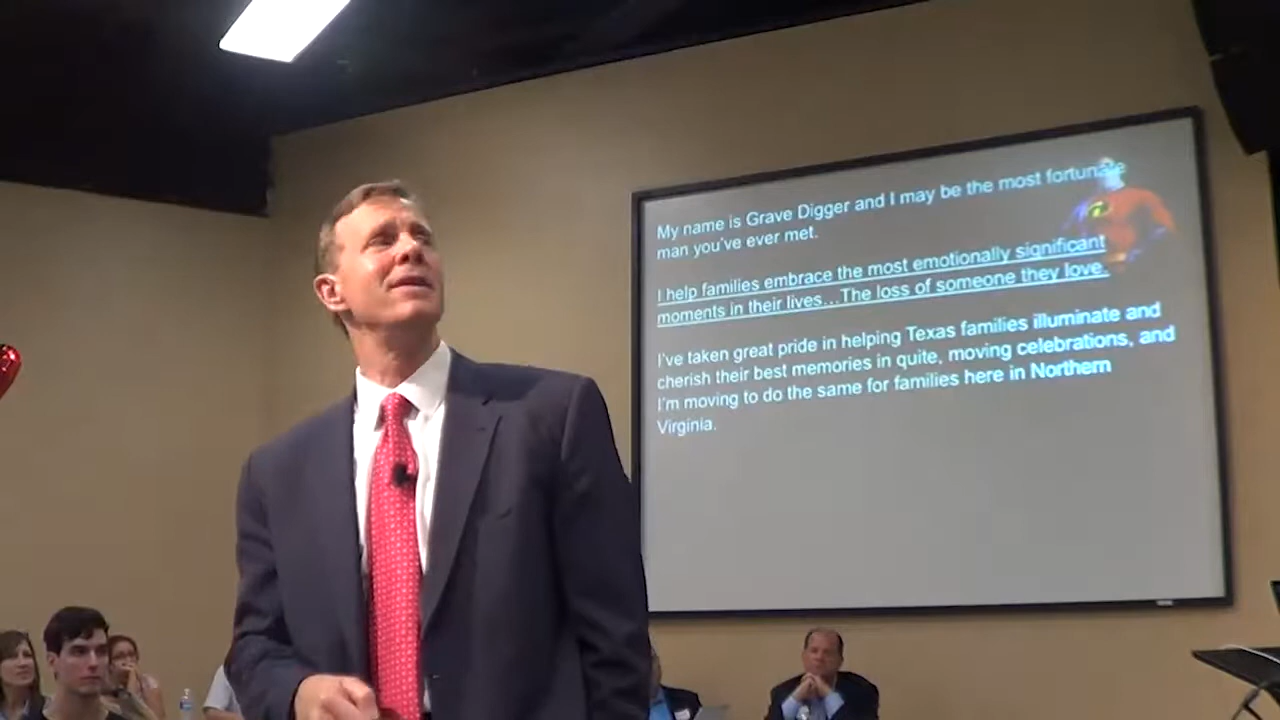 My name is Grave Digger and I may be the most fortunate
man you've ever met.
I help families embrace the most emotionally significant
moments in their lives…The loss of someone they love.
I've taken great pride in helping Texas families illuminate and
cherish their best memories in quite, moving celebrations, and
I'm moving to do the same for families here in Northern
Virginia.